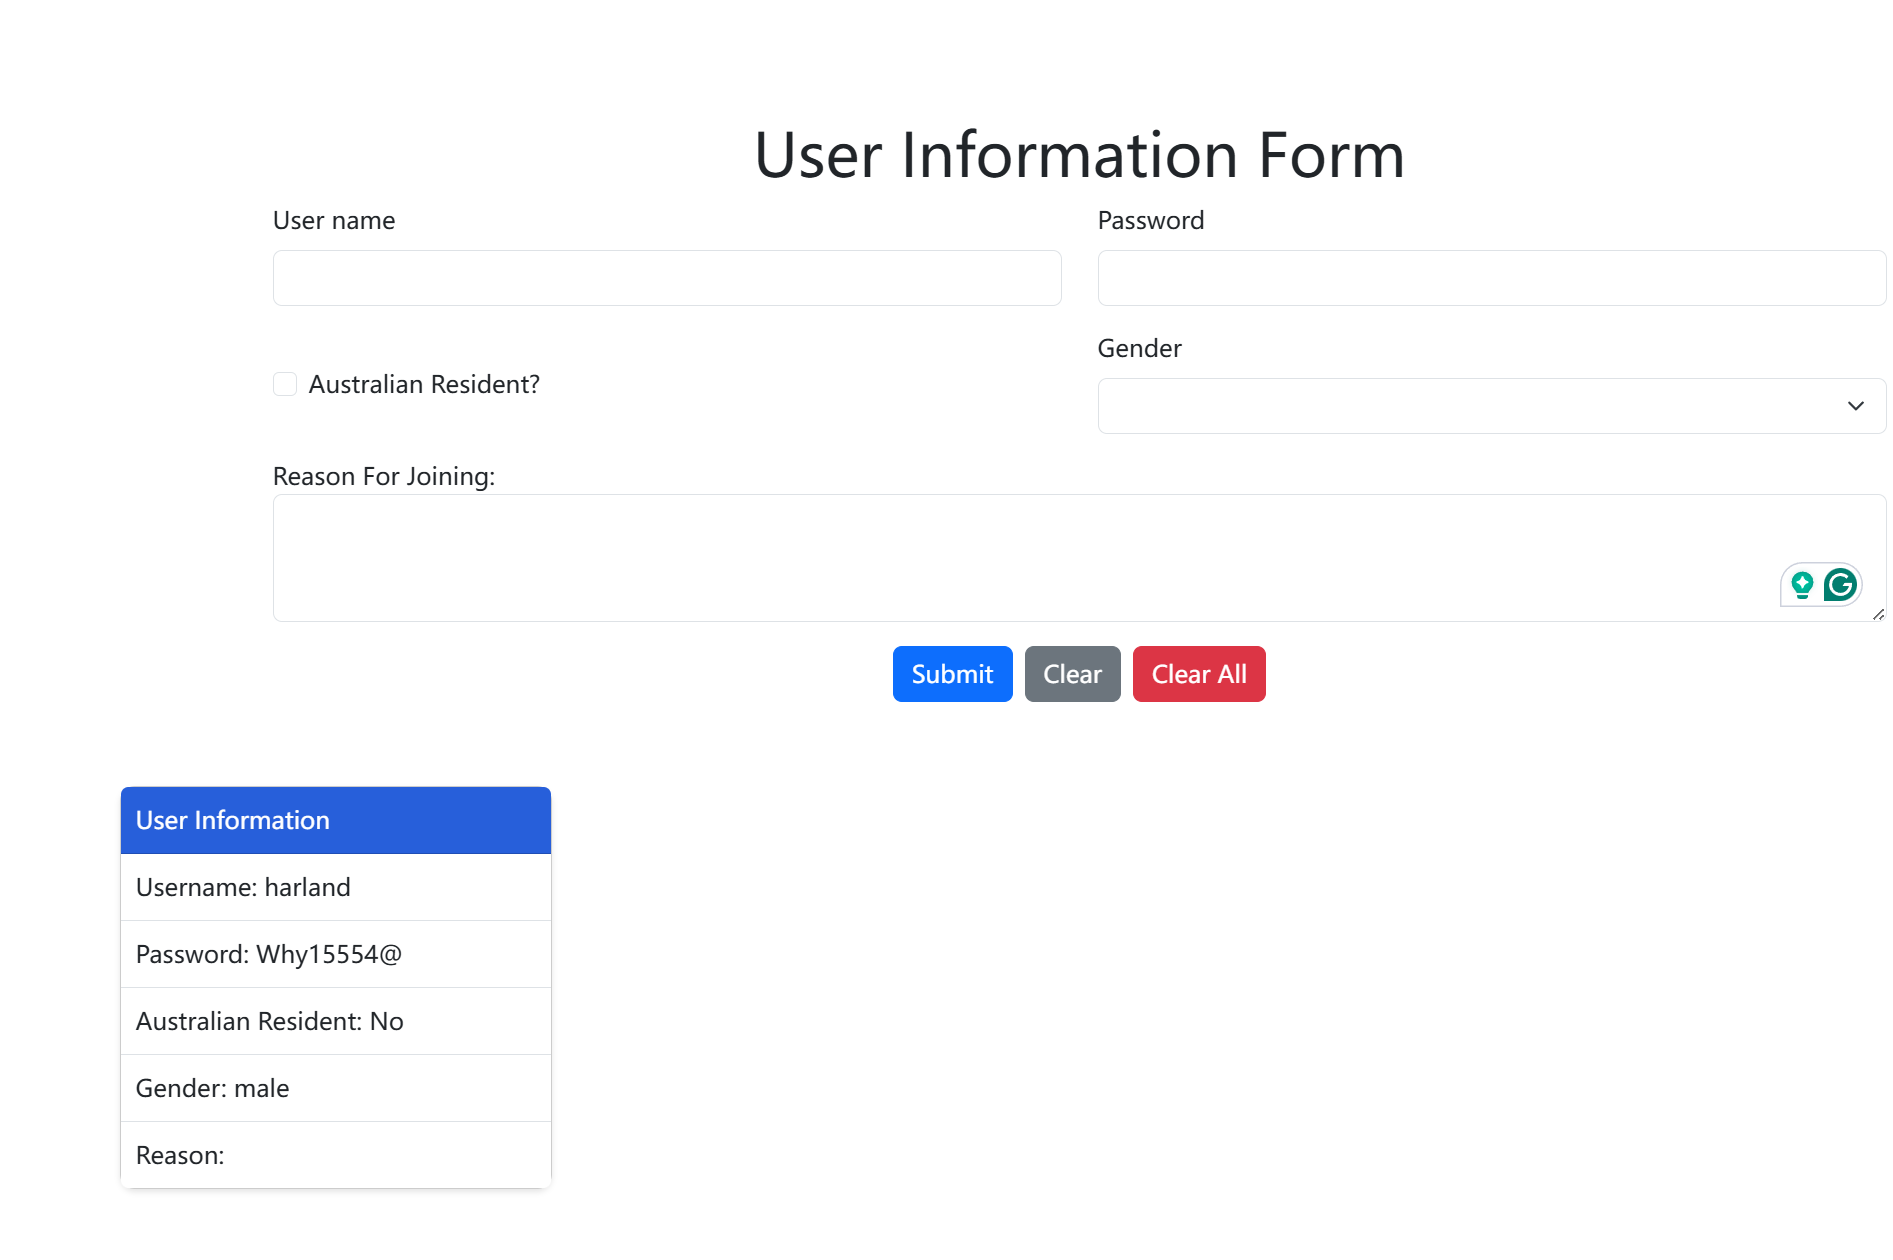 User Information Form
User name
Password
Australian Resident?
Gender
Reason For Joining:
Submit
Clear
Clear All
User Information
Username: harland
Password: Why15554@
Australian Resident: No
Gender: male
Reason: